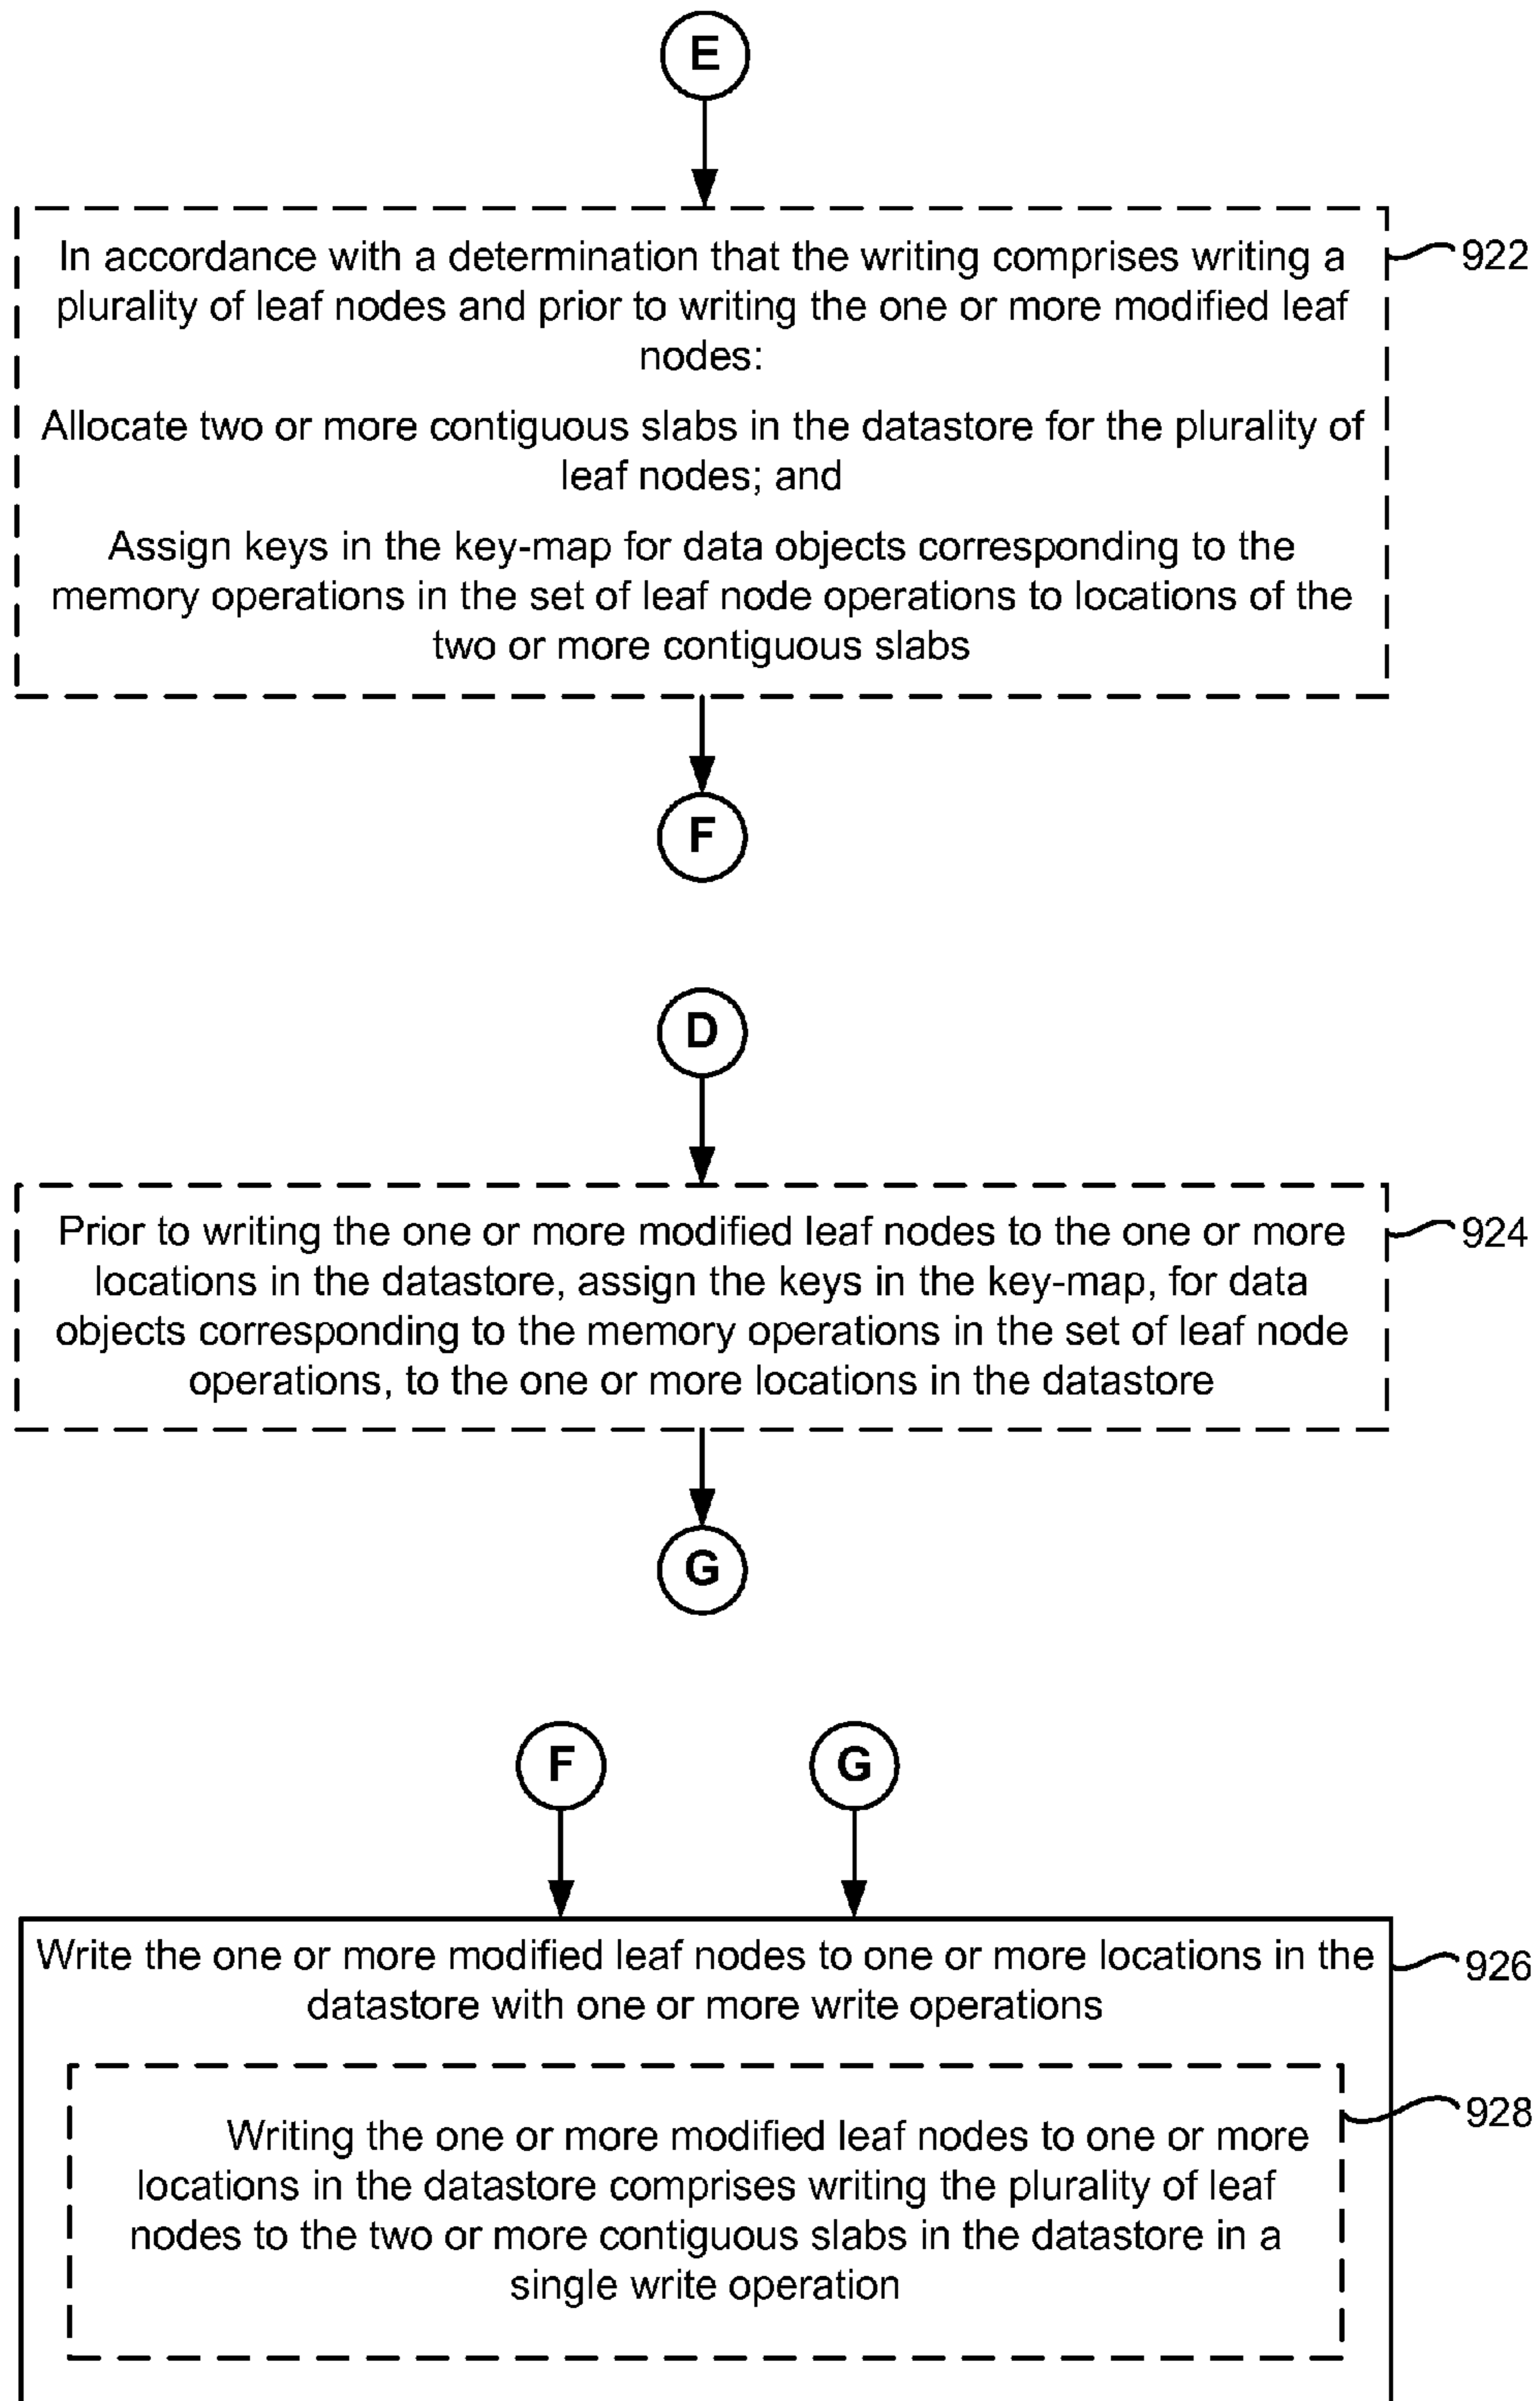 E
In accordance with a determination that the writing comprises writing a
plurality of leaf nodes and prior to writing the one or more modified leaf
nodes:
Allocate two or more contiguous slabs in the datastore for the plurality of
leaf nodes; and
Assign keys in the key-map for data objects corresponding to the
memory operations in the set of leaf node operations to locations of the
two or more contiguous slabs
922
F
D
Prior to writing the one or more modified leaf nodes to the one or more
locations in the datastore, assign the keys in the key-map, for data
objects corresponding to the memory operations in the set of leaf node
operations, to the one or more locations in the datastore
924
G
F
G
Write the one or more modified leaf nodes to one or more locations in the
datastore with one or more write operations
926
Writing the one or more modified leaf nodes to one or more
locations in the datastore comprises writing the plurality of leaf
nodes to the two or more contiguous slabs in the datastore in a
single write operation
928